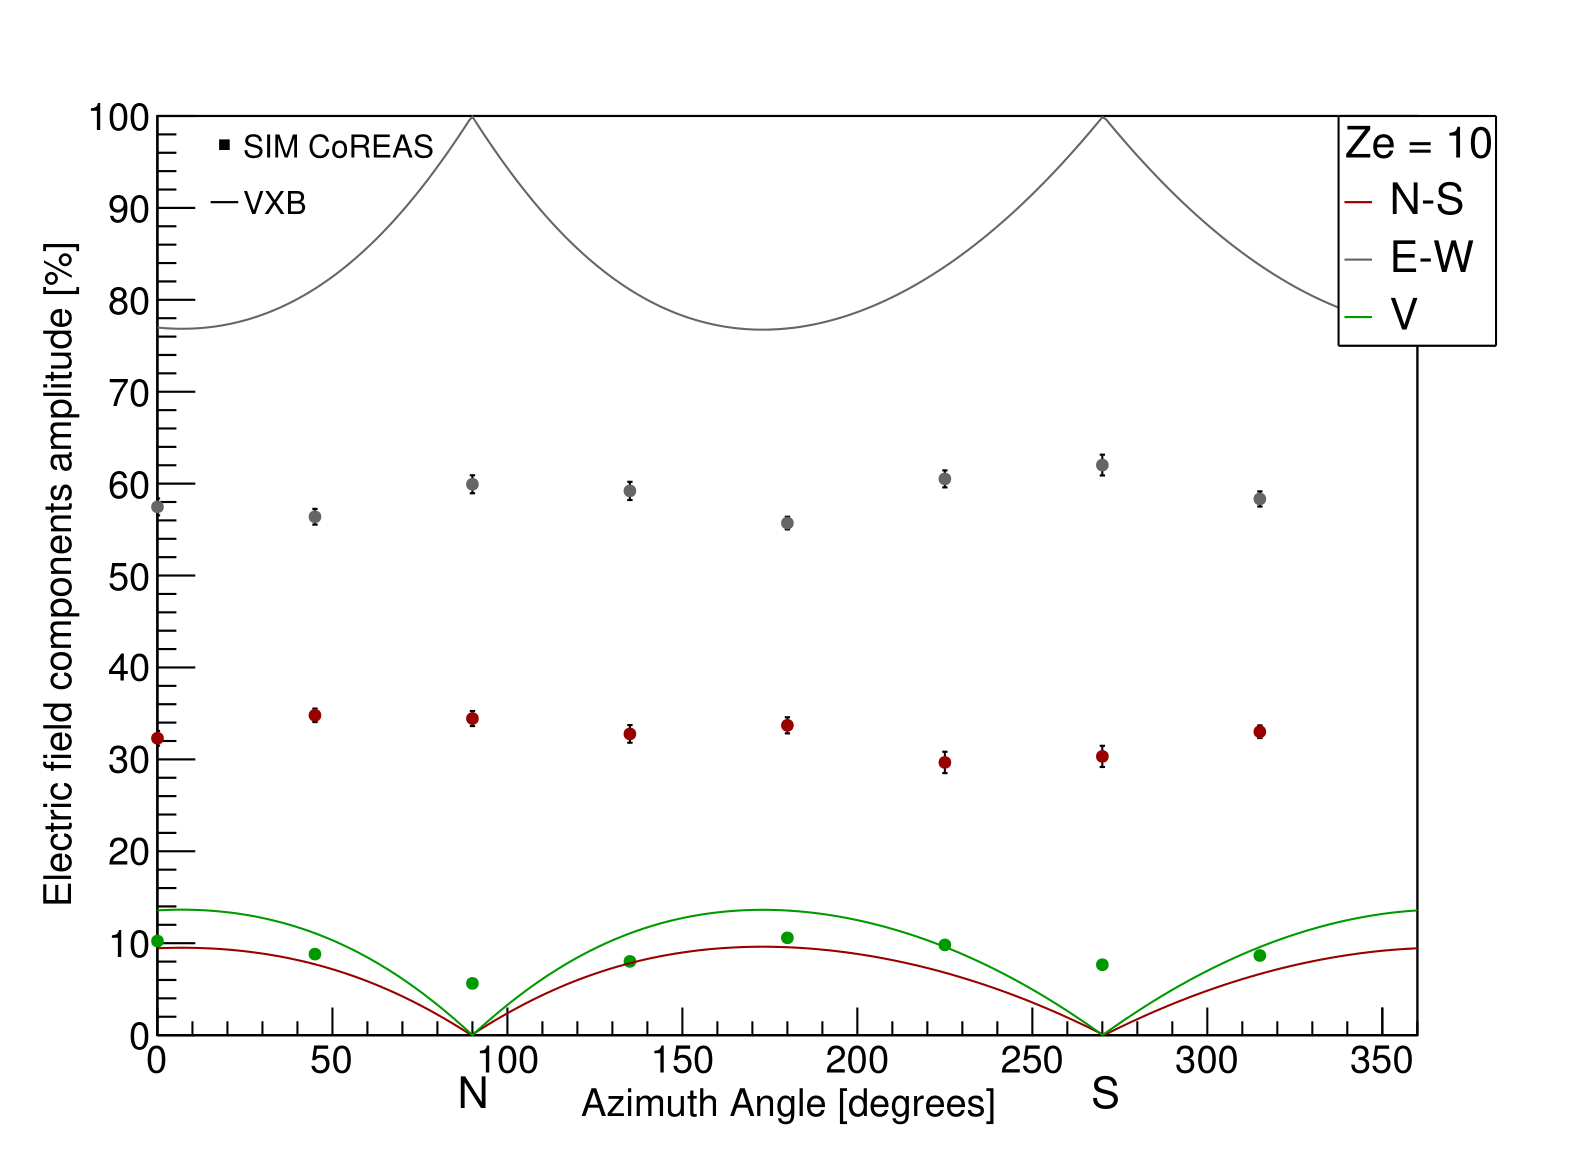 SIM CoREAS
VXB
Ze = 10
N-S
E-W
V
Electric field components amplitude [%]
100
90
80
70
60
50
40
30
20
10
0
0 50 100 150 200 250 300 350
N S
Azimuth Angle [degrees]